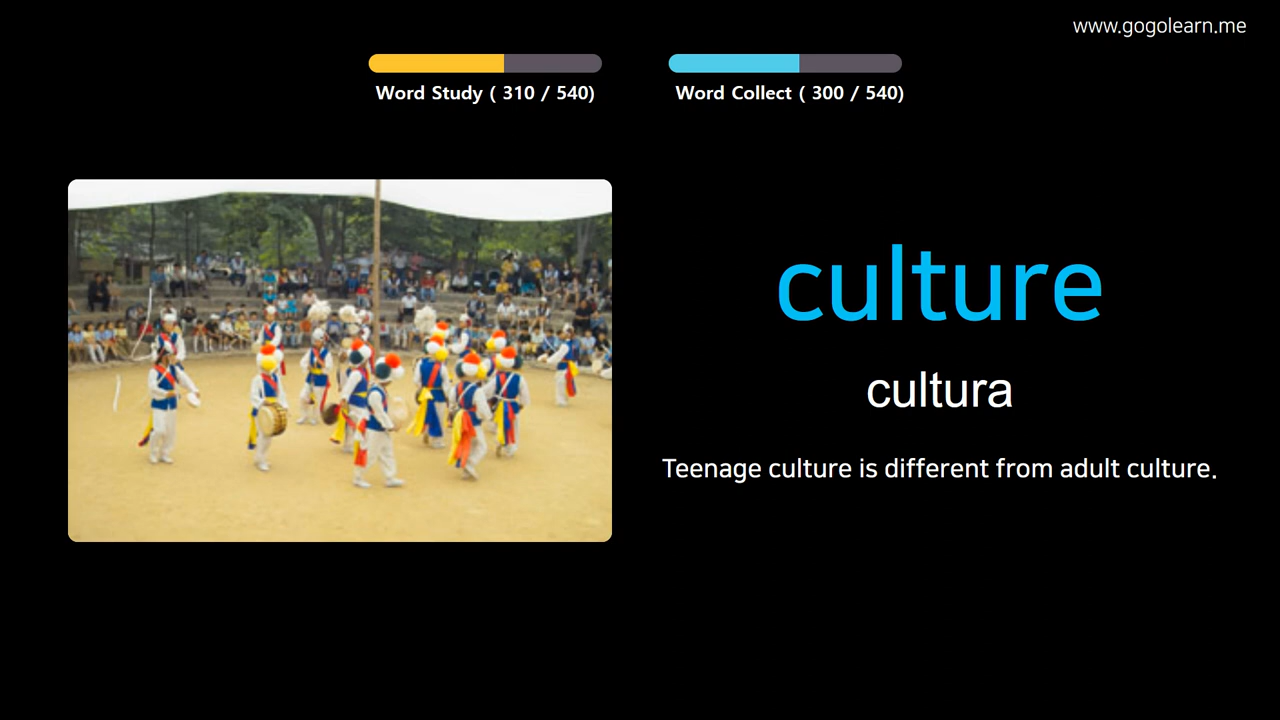 www.gogolearn.me
Word Study ( 310 / 540)
Word Collect ( 300 / 540)
culture
cultura
Teenage culture is different from adult culture.